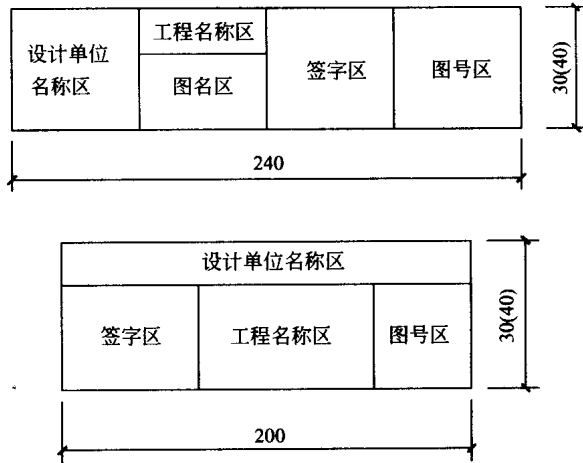 设计单位
名称区
工程名称区
图名区
签字区
图号区
30(40)
240
设计单位名称区
签字区
工程名称区
图号区
30(40)
200